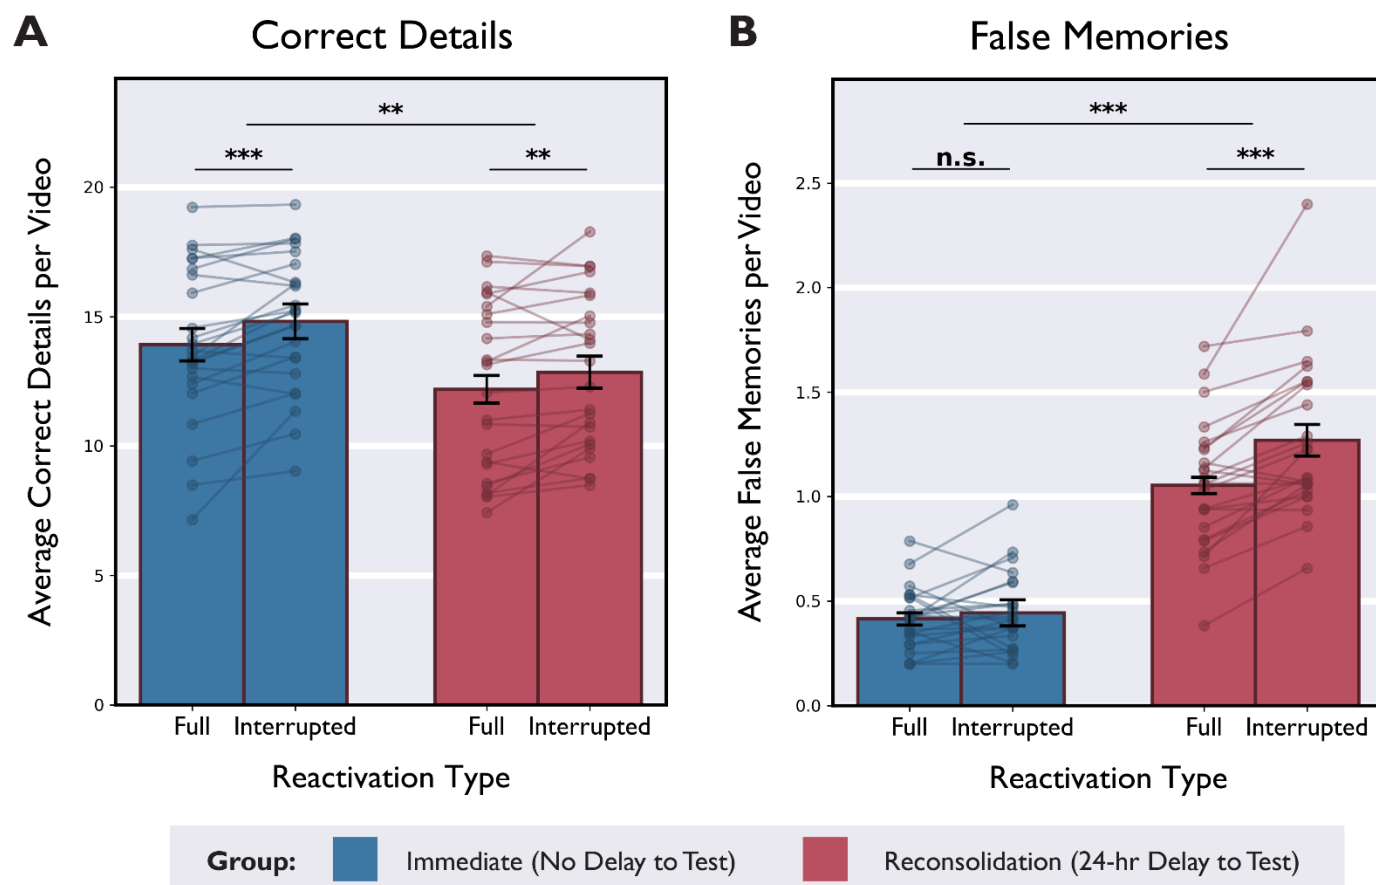 A
Correct Details
**
***
**
Average Correct Details per Video
20
15
10
5
0
Full
Interrupted
Full
Interrupted
Reactivation Type
B
False Memories
***
n.s.
***
Average False Memories per Video
2.5
2.0
1.5
1.0
0.5
0.0
Full
Interrupted
Full
Interrupted
Reactivation Type
Group:
Immediate (No Delay to Test)
Reconsolidation (24-hr Delay to Test)